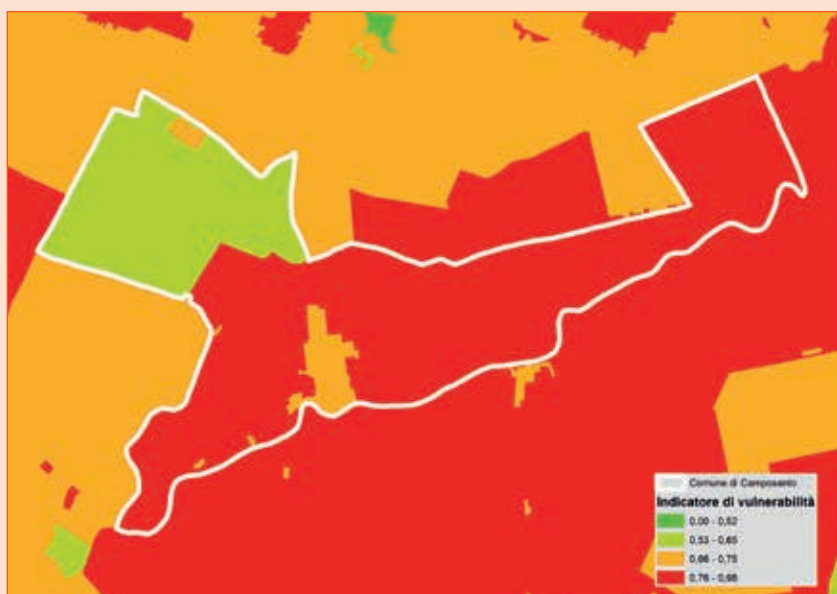 Comune di Camposanto
Indicatore di vulnerabilità
0,00 - 0,52
0,53 - 0,65
0,66 - 0,75
0,76 - 0,98